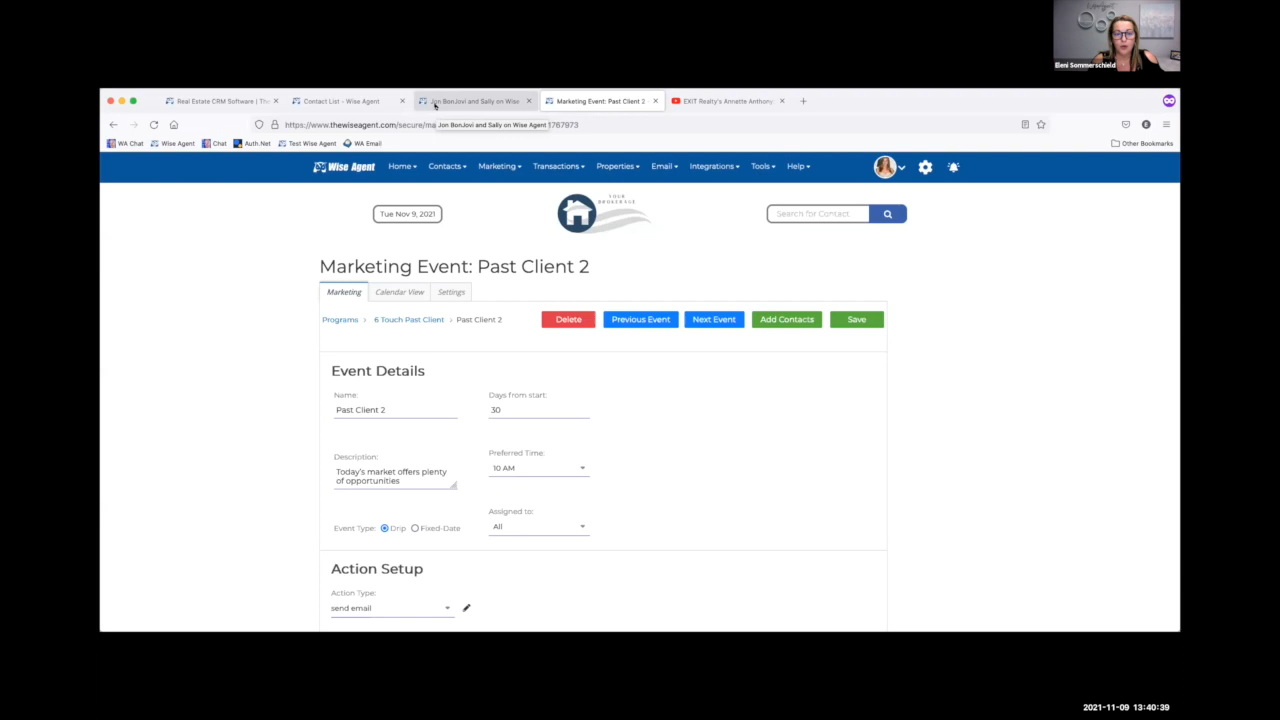 Eleni Sommerschield
Real Estate CRM Software | The
Contact List - Wise Agent
Jon BonJovi and Sally on Wise
Marketing Event: Past Client 2
EXIT Realty's Annette Anthony
https://www.thewiseagent.com/secure/ma
Jon BonJovi and Sally on Wise Agent
1767973
WA Chat
Wise Agent
Chat
Auth.Net
Test Wise Agent
WA Email
Other Bookmarks
Wise Agent
Home
Contacts
Marketing
Transactions
Properties
Email
Integrations
Tools
Help
Tue Nov 9, 2021
YOUR
BROKERAGE
Search for Contact
Marketing Event: Past Client 2
Marketing
Calendar View
Settings
Programs > 6 Touch Past Client > Past Client 2
Delete
Previous Event
Next Event
Add Contacts
Save
Event Details
Name:
Past Client 2
Days from start:
30
Description:
Today's market offers plenty
of opportunities
Preferred Time:
10 AM
Event Type: Drip Fixed-Date
Assigned to:
All
Action Setup
Action Type:
send email
2021-11-09 13:40:39